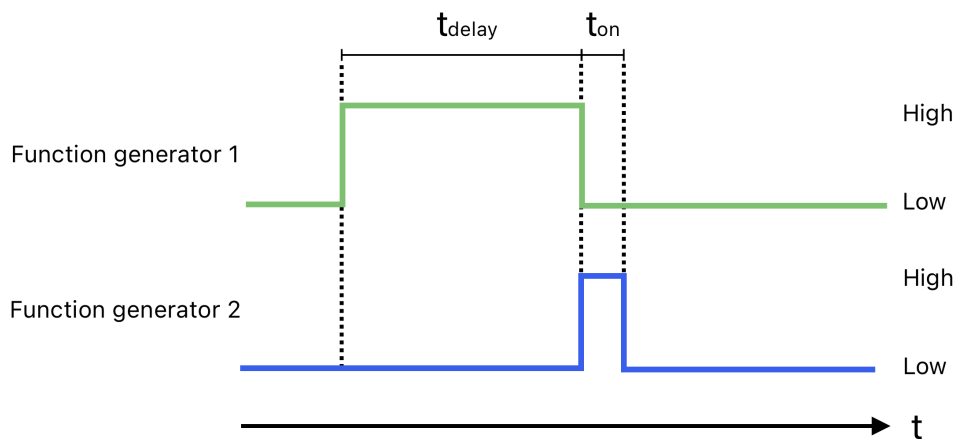 tdelay ton
High
Function generator 1
Low
High
Function generator 2
Low
t